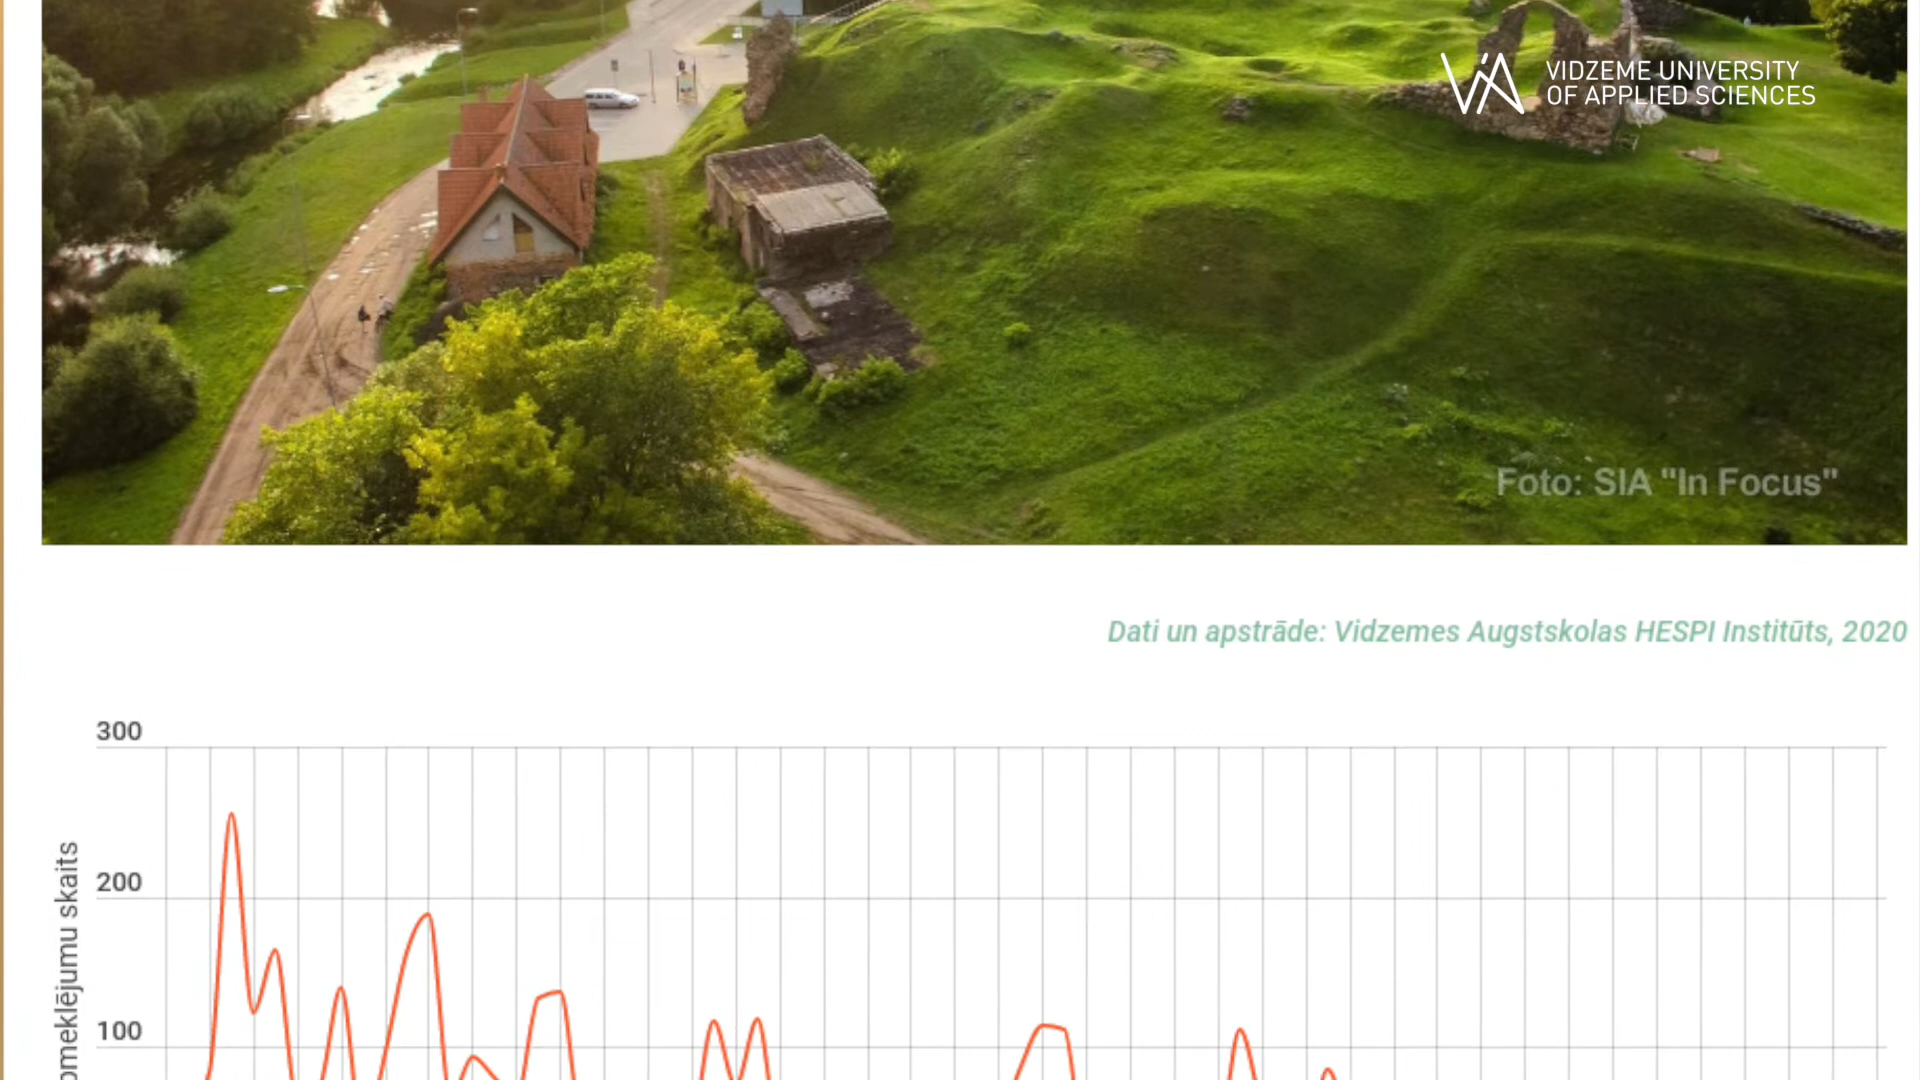 VIDZEME UNIVERSITY
OF APPLIED SCIENCES
Foto: SIA "In Focus"
Dati un apstrāde: Vidzemes Augstskolas HESPI Institūts, 2020
300
200
100
skaits